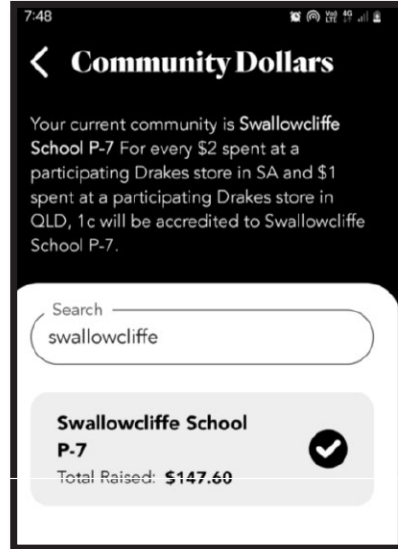 7:48
4G
Community Dollars
Your current community is Swallowcliffe
School P-7 For every $2 spent at a
participating Drakes store in SA and $1
spent at a participating Drakes store in
QLD, 1c will be accredited to Swallowcliffe
School P-7.
Search
swallowcliffe
Swallowcliffe School
P-7
Total Raised: $147.60